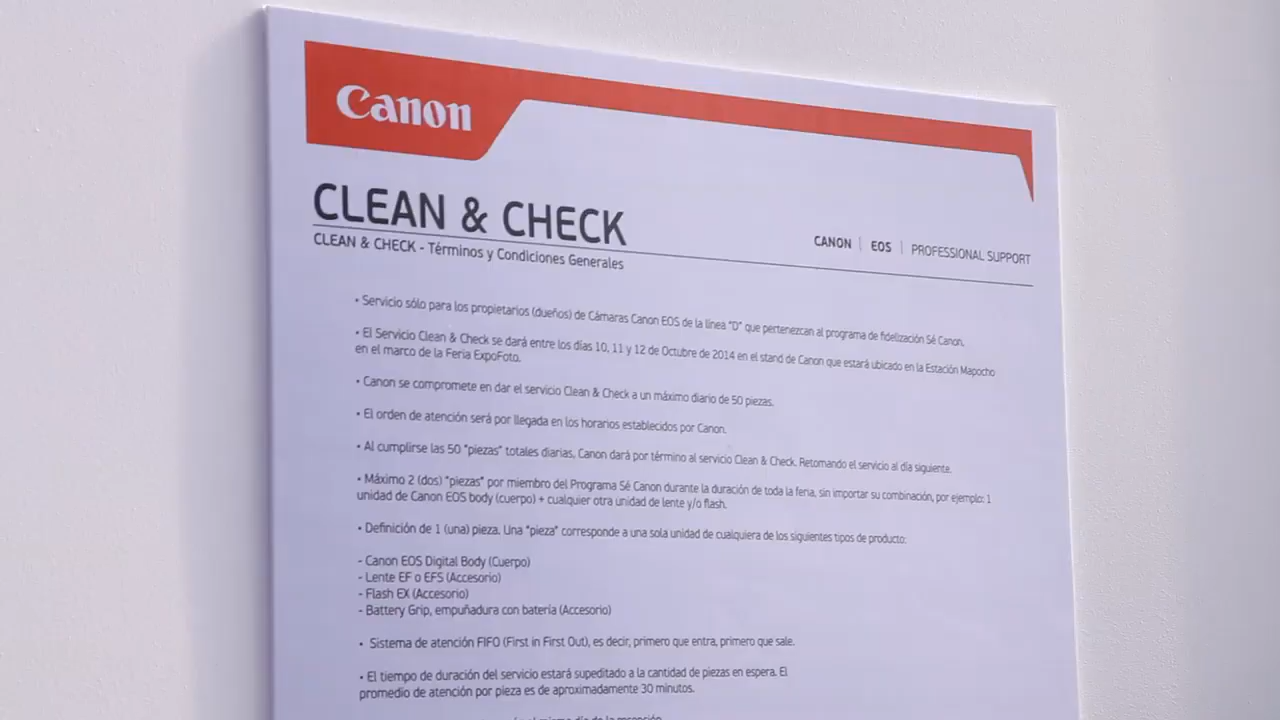 Canon
CLEAN & CHECK
CLEAN & CHECK - Términos y Condiciones Generales
CANON | EOS | PROFESSIONAL SUPPORT
• Servicio sólo para los propietarios (dueños) de Cámaras Canon EOS de la línea "D" que pertenezcan al programa de fidelización Sé Canon.
• El Servicio Clean & Check se dará entre los días 10, 11 y 12 de Octubre de 2014 en el stand de Canon que estará ubicado en la Estación Mapocho
en el marco de la Feria ExpoFoto.
• Canon se compromete en dar el servicio Clean & Check a un máximo diario de 50 piezas.
• El orden de atención será por llegada en los horarios establecidos por Canon.
• Al cumplirse las 50 "piezas" totales diarias, Canon dará por término al servicio Clean & Check. Retomando el servicio al día siguiente.
• Máximo 2 (dos) "piezas" por miembro del Programa Sé Canon durante la duración de toda la feria, sin importar su combinación, por ejemplo: 1
unidad de Canon EOS body (cuerpo) + cualquier otra unidad de lente y/o flash.
• Definición de 1 (una) pieza. Una "pieza" corresponde a una sola unidad de cualquiera de los siguientes tipos de producto:
- Canon EOS Digital Body (Cuerpo)
- Lente EF o EFS (Accesorio)
- Flash EX (Accesorio)
- Battery Grip, empuñadura con batería (Accesorio)
• Sistema de atención FIFO (First in First Out), es decir, primero que entra, primero que sale.
• El tiempo de duración del servicio estará supeditado a la cantidad de piezas en espera. El
promedio de atención por pieza es de aproximadamente 30 minutos.
el mismo día de la recepción